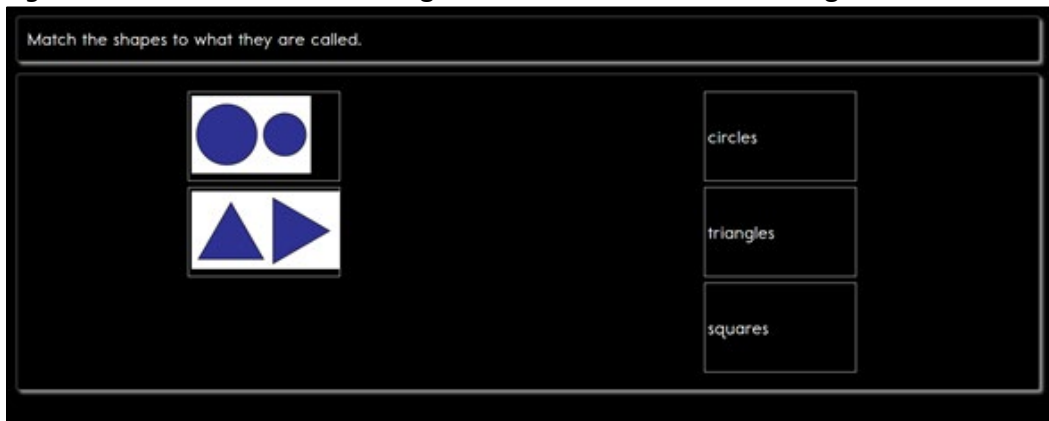 Match the shapes to what they are called.
circles
triangles
squares